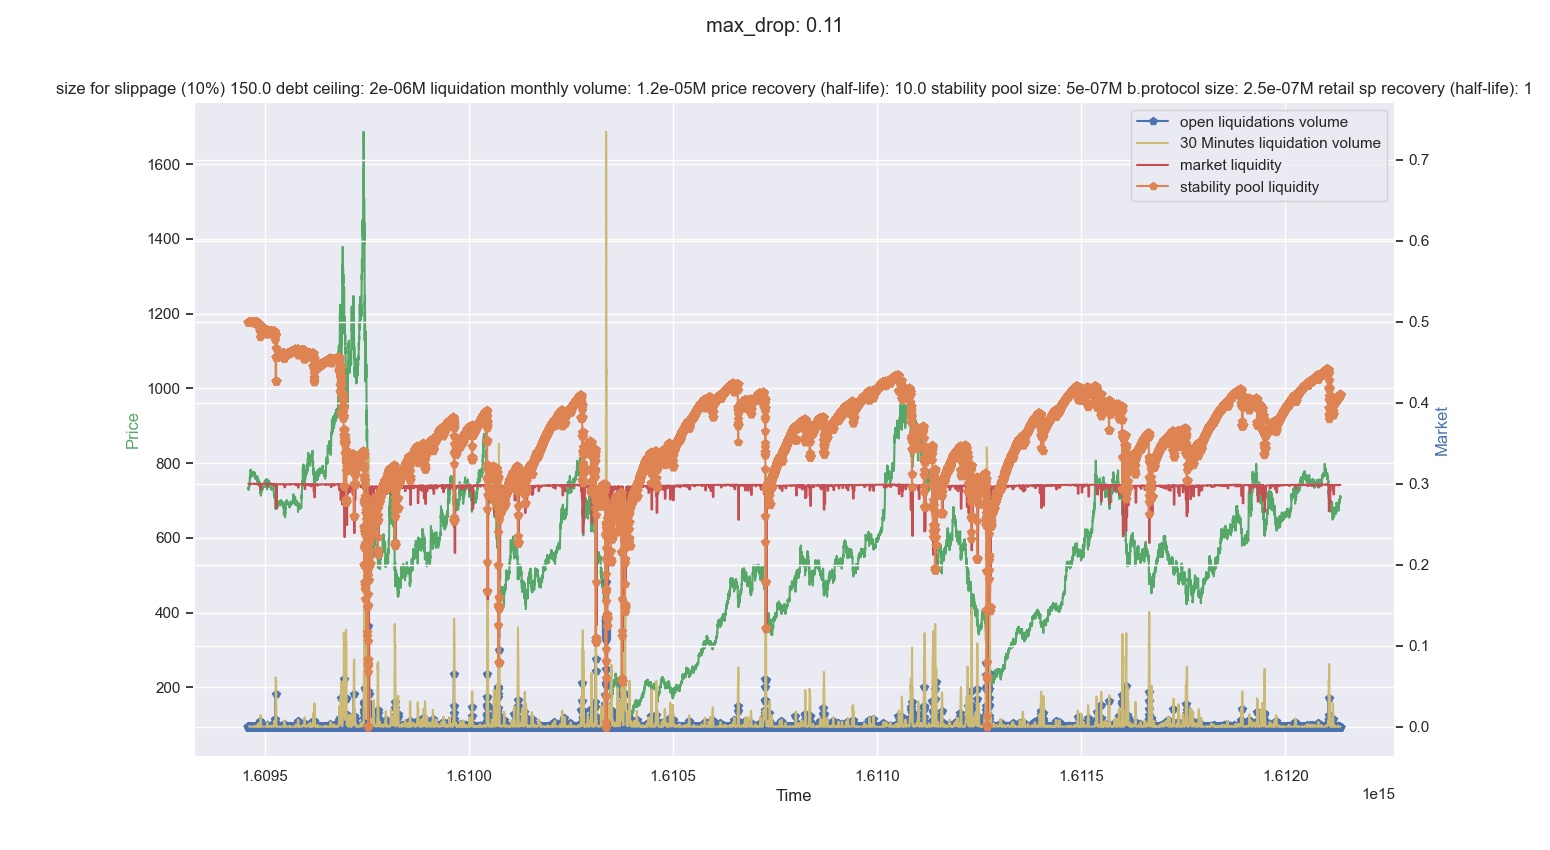 max_drop: 0.11
size for slippage (10%) 150.0 debt ceiling: 2e-06M liquidation monthly volume: 1.2e-05M price recovery (half-life): 10.0 stability pool size: 5e-07M b.protocol size: 2.5e-07M retail sp recovery (half-life): 1
open liquidations volume
30 Minutes liquidation volume
market liquidity
stability pool liquidity
1600
1400
1200
1000
800
600
400
200
Price
0.7
0.6
0.5
0.4
0.3
0.2
0.1
0.0
Market
1.6095 1.6100 1.6105 1.6110 1.6115 1.6120
Time
1e15